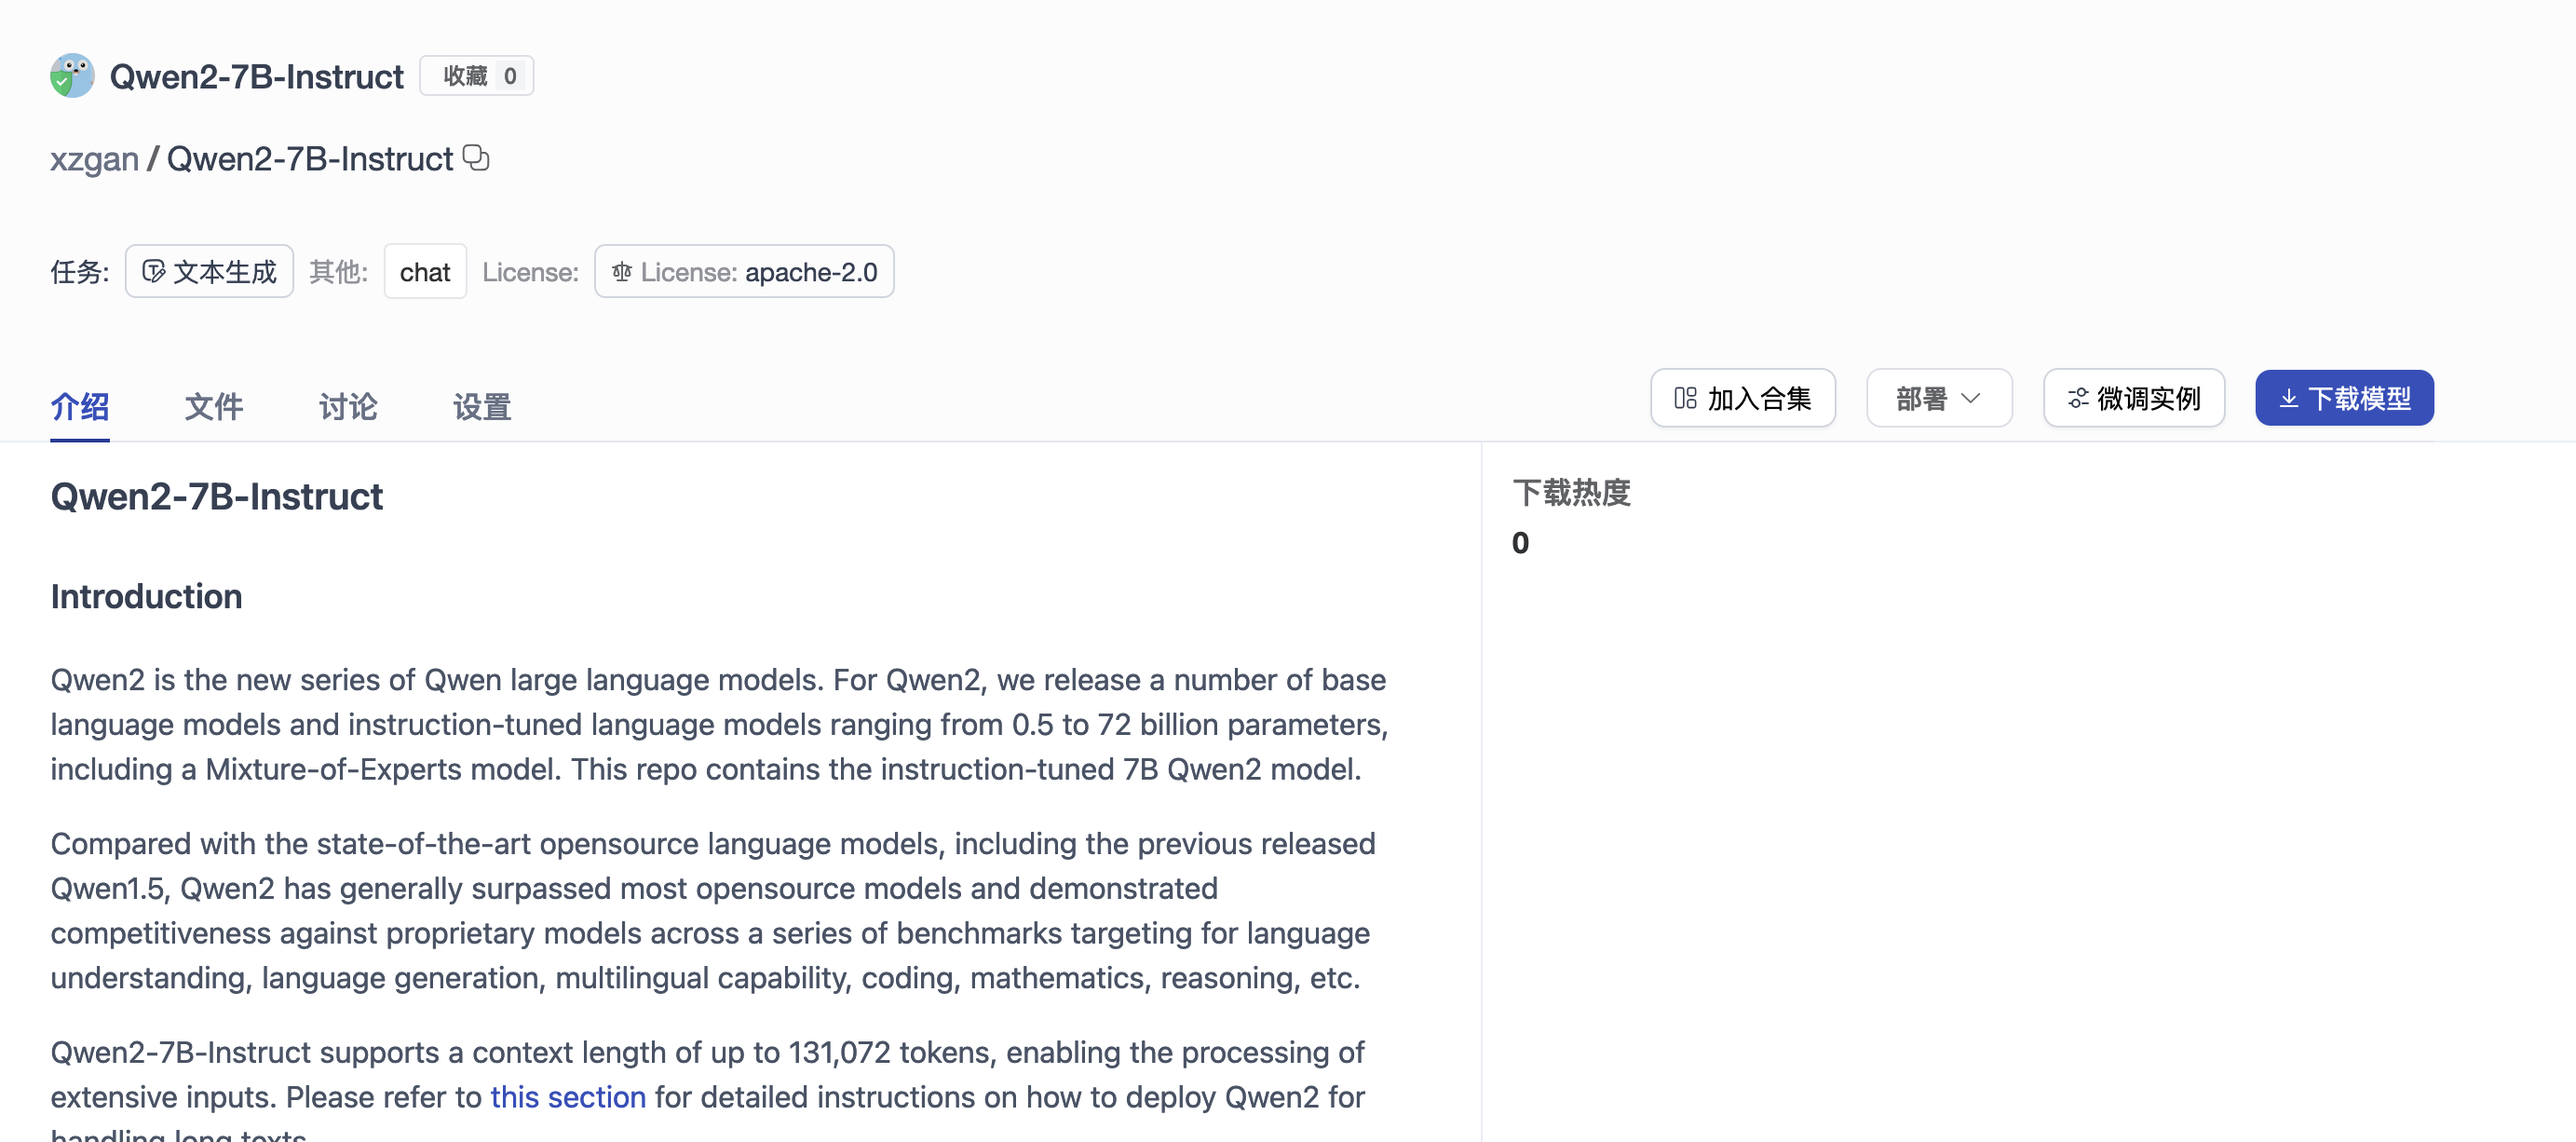 Qwen2-7B-Instruct 收藏 0
xzgan / Qwen2-7B-Instruct
任务: 文本生成 其他: chat License: License: apache-2.0
介绍 文件 讨论 设置 加入合集 部署 微调实例 下载模型
Qwen2-7B-Instruct
Introduction
Qwen2 is the new series of Qwen large language models. For Qwen2, we release a number of base
language models and instruction-tuned language models ranging from 0.5 to 72 billion parameters,
including a Mixture-of-Experts model. This repo contains the instruction-tuned 7B Qwen2 model.
Compared with the state-of-the-art opensource language models, including the previous released
Qwen1.5, Qwen2 has generally surpassed most opensource models and demonstrated
competitiveness against proprietary models across a series of benchmarks targeting for language
understanding, language generation, multilingual capability, coding, mathematics, reasoning, etc.
Qwen2-7B-Instruct supports a context length of up to 131,072 tokens, enabling the processing of
extensive inputs. Please refer to this section for detailed instructions on how to deploy Qwen2 for
handling long texts.
下载热度
0